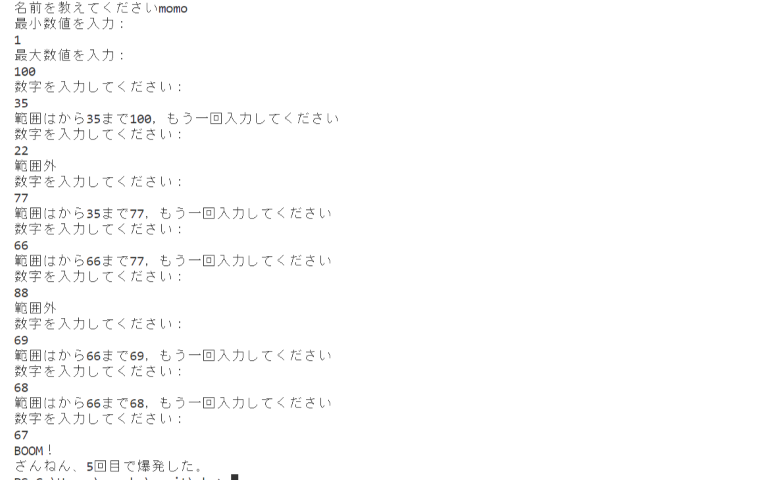 名前を教えてくださいmomo
最小数値を入力：
1
最大数値を入力：
100
数字を入力してください：
35
範囲はから35まで100，もう一回入力してください
数字を入力してください：
22
範囲外
数字を入力してください：
77
範囲はから35まで77，もう一回入力してください
数字を入力してください：
66
範囲はから66まで77，もう一回入力してください
数字を入力してください：
88
範囲外
数字を入力してください：
69
範囲はから66まで69，もう一回入力してください
数字を入力してください：
68
範囲はから66まで68，もう一回入力してください
数字を入力してください：
67
BOOM！
ざんねん、5回目で爆発した。